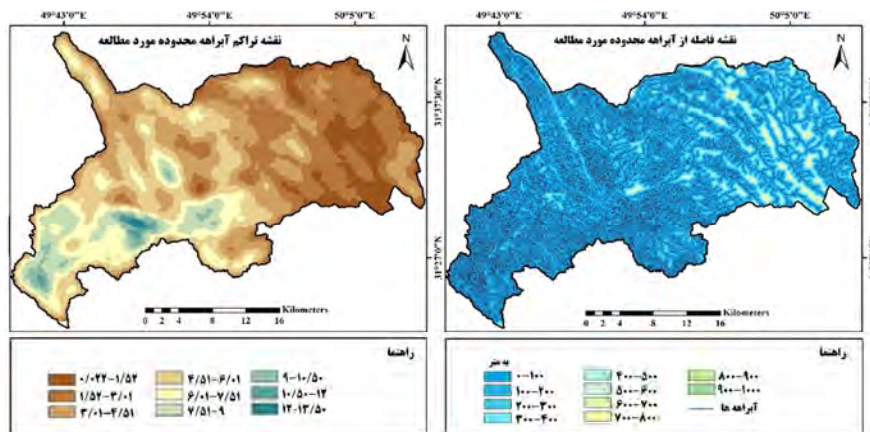 49°43'0"E 49°54'0"E 50°5'0"E
نقشه تراکم آبراهه محدوده مورد مطالعه
N
31°37'30"N
31°27'0"N
Kilometers
0 2 4 8 12 16
راهنما
۰/۰۲۲-۱/۵۲
۱/۵۲-۳/۰۱
۳/۰۱-۴/۵۱
۴/۵۱-۶/۰۱
۶/۰۱-۷/۵۱
۷/۵۱-۹
۹-۱۰/۵۰
۱۰/۵۰-۱۲
۱۲-۱۳/۵۰
49°43'0"E 49°54'0"E 50°5'0"E
نقشه فاصله از آبراهه محدوده مورد مطالعه
N
Kilometers
0 2 4 8 12 16
راهنما
به متر
۰-۱۰۰
۱۰۰-۲۰۰
۲۰۰-۳۰۰
۳۰۰-۴۰۰
۴۰۰-۵۰۰
۵۰۰-۶۰۰
۶۰۰-۷۰۰
۷۰۰-۸۰۰
۸۰۰-۹۰۰
۹۰۰-۱۰۰۰
آبراهه ها